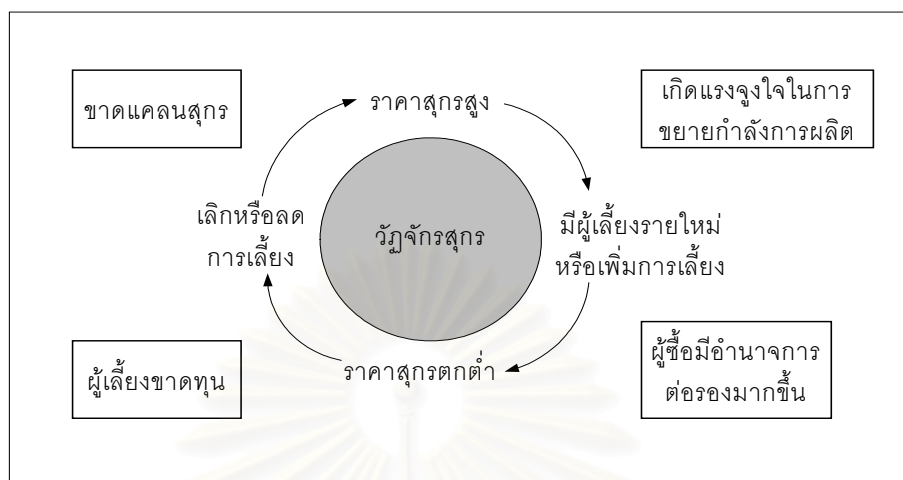 ขาดแคลนสุกร
ราคาสุกรสูง
เกิดแรงจูงใจในการ
ขยายกำลังการผลิต
เลิกหรือลด
การเลี้ยง
วัฏจักรสุกร
มีผู้เลี้ยงรายใหม่
หรือเพิ่มการเลี้ยง
ผู้เลี้ยงขาดทุน
ราคาสุกรตกต่ำ
ผู้ซื้อมีอำนาจการ
ต่อรองมากขึ้น